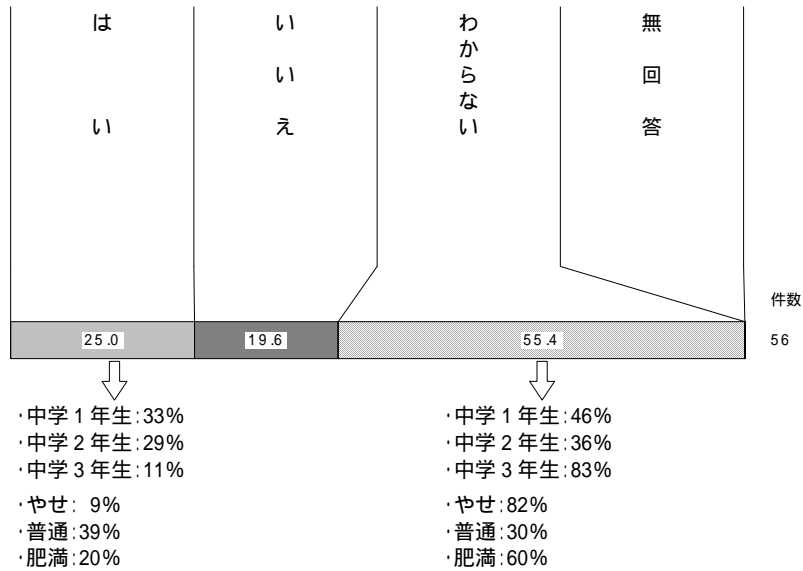 はい
いいえ
わからない
無回答
件数
25.0
19.6
55.4
56
・中学1年生:33%
・中学2年生:29%
・中学3年生:11%
・やせ: 9%
・普通:39%
・肥満:20%
・中学1年生:46%
・中学2年生:36%
・中学3年生:83%
・やせ:82%
・普通:30%
・肥満:60%